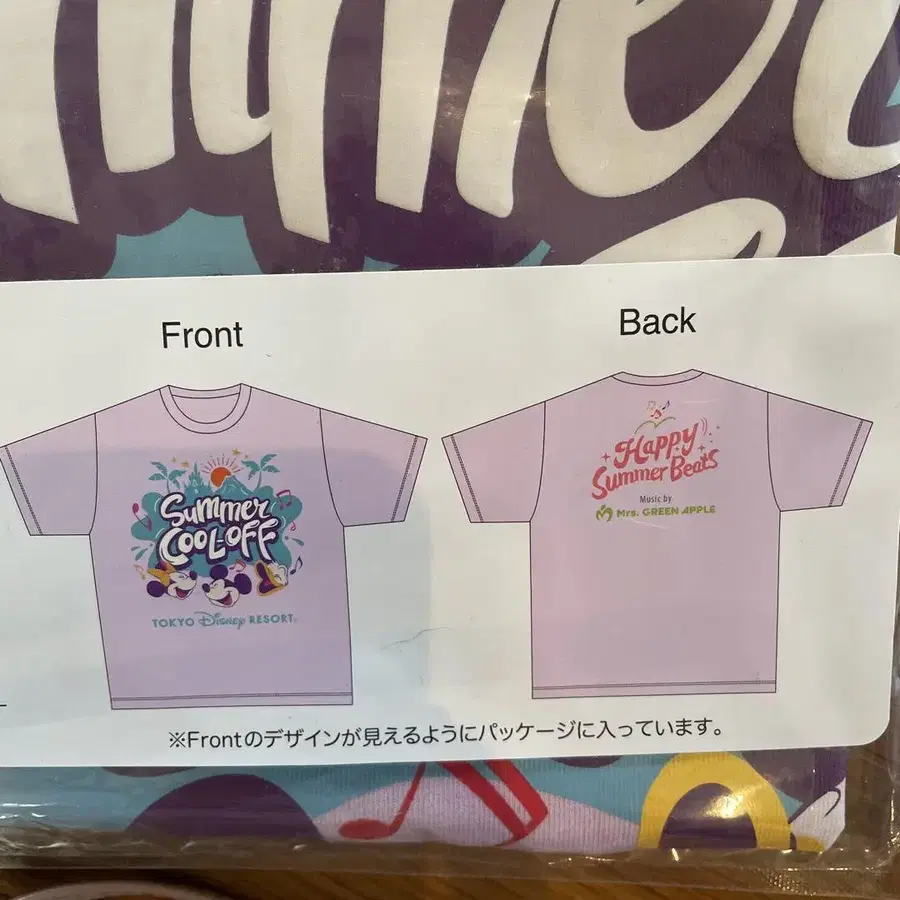 ummer
Front
Back
Summer
COOL-OFF
TOKYO Disney RESORT®
Happy
Summer Beats
Music by
Mrs. GREEN APPLE
※Frontのデザインが見えるようにパッケージに入っています。